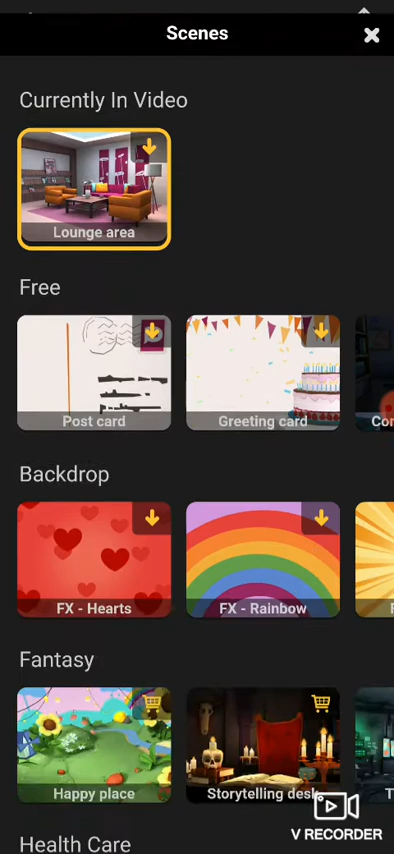 Scenes
Currently In Video
Lounge area
Free
Post card
Greeting card
Backdrop
FX - Hearts
FX - Rainbow
Fantasy
Happy place
Storytelling desk
V RECORDER
Health Care